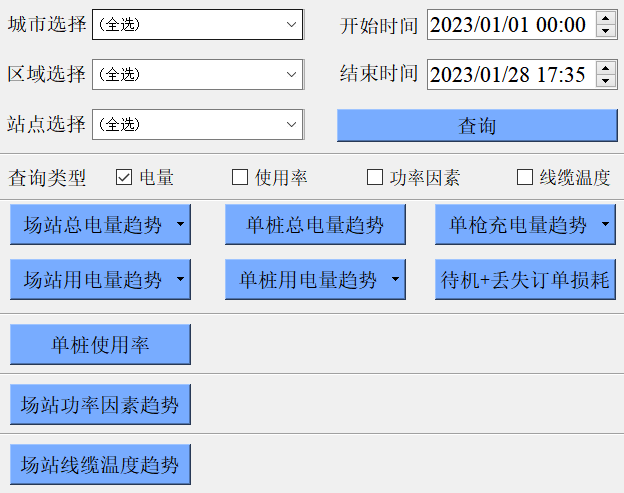 城市选择 (全选) 开始时间 2023/01/01 00:00
区域选择 (全选) 结束时间 2023/01/28 17:35
站点选择 (全选) 查询
查询类型 电量 使用率 功率因素 线缆温度
场站总电量趋势 单桩总电量趋势 单枪充电量趋势
场站用电量趋势 单桩用电量趋势 待机+丢失订单损耗
单桩使用率
场站功率因素趋势
场站线缆温度趋势